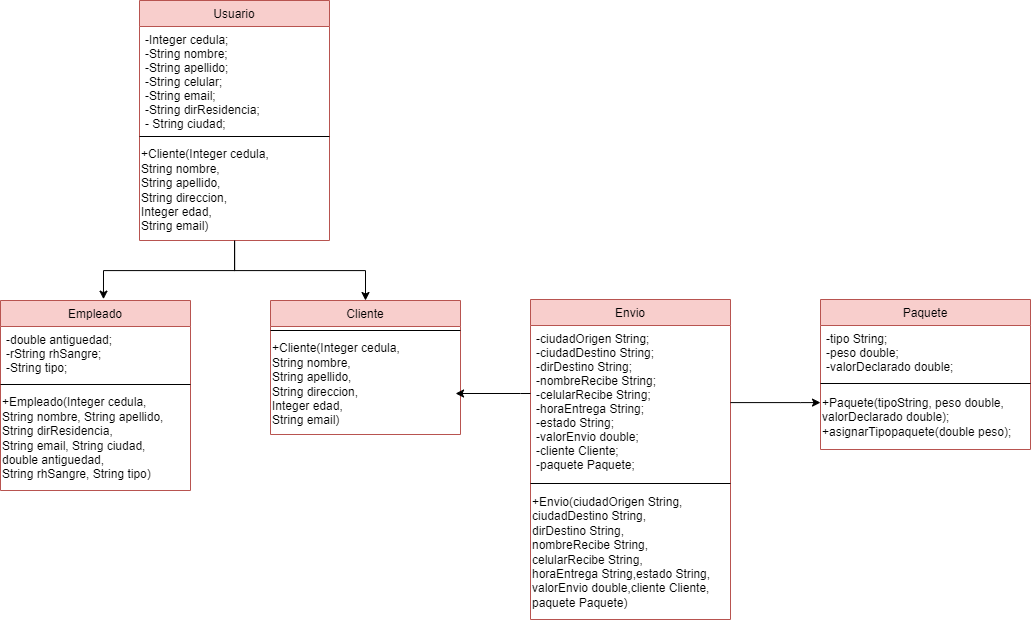 Usuario
-Integer cedula;
-String nombre;
-String apellido;
-String celular;
-String email;
-String dirResidencia;
- String ciudad;
+Cliente(Integer cedula,
String nombre,
String apellido,
String direccion,
Integer edad,
String email)
Empleado
-double antiguedad;
-rString rhSangre;
-String tipo;
+Empleado(Integer cedula,
String nombre, String apellido,
String dirResidencia,
String email, String ciudad,
double antiguedad,
String rhSangre, String tipo)
Cliente
+Cliente(Integer cedula,
String nombre,
String apellido,
String direccion,
Integer edad,
String email)
Envio
-ciudadOrigen String;
-ciudadDestino String;
-dirDestino String;
-nombreRecibe String;
-celularRecibe String;
-horaEntrega String;
-estado String;
-valorEnvio double;
-cliente Cliente;
-paquete Paquete;
+Envio(ciudadOrigen String,
ciudadDestino String,
dirDestino String,
nombreRecibe String,
celularRecibe String,
horaEntrega String,estado String,
valorEnvio double,cliente Cliente,
paquete Paquete)
Paquete
-tipo String;
-peso double;
-valorDeclarado double;
+Paquete(tipoString, peso double,
valorDeclarado double);
+asignarTipopaquete(double peso);